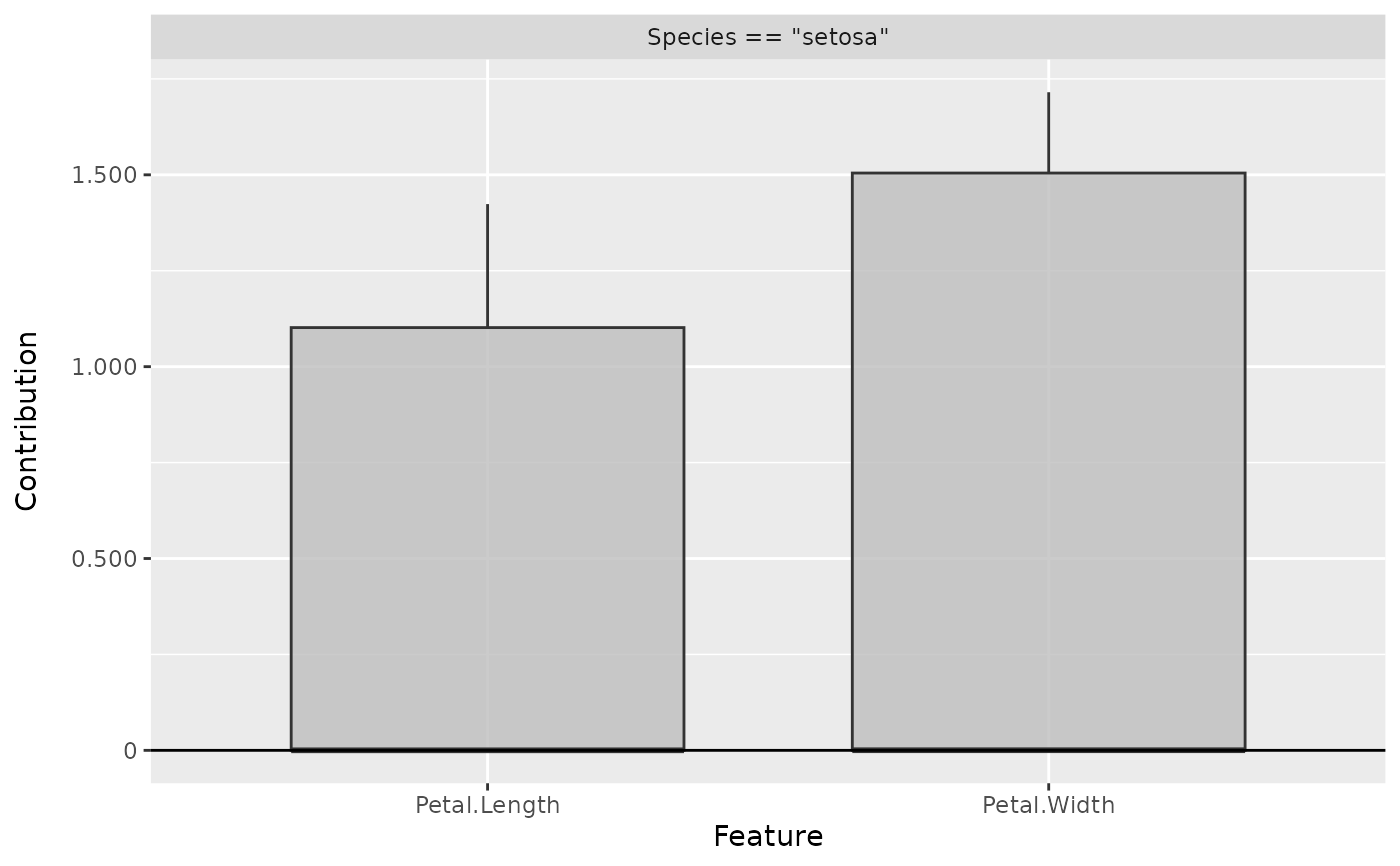 Species == "setosa"
1.500
1.000
0.500
0
Contribution
Petal.Length
Petal.Width
Feature